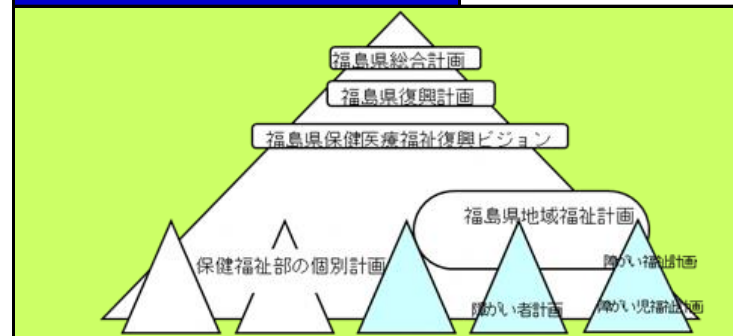 福島県総合計画
福島県復興計画
福島県保健医療福祉復興ビジョン
福島県地域福祉計画
保健福祉部の個別計画
障がい福祉計画
障がい者計画
障がい児福祉計画